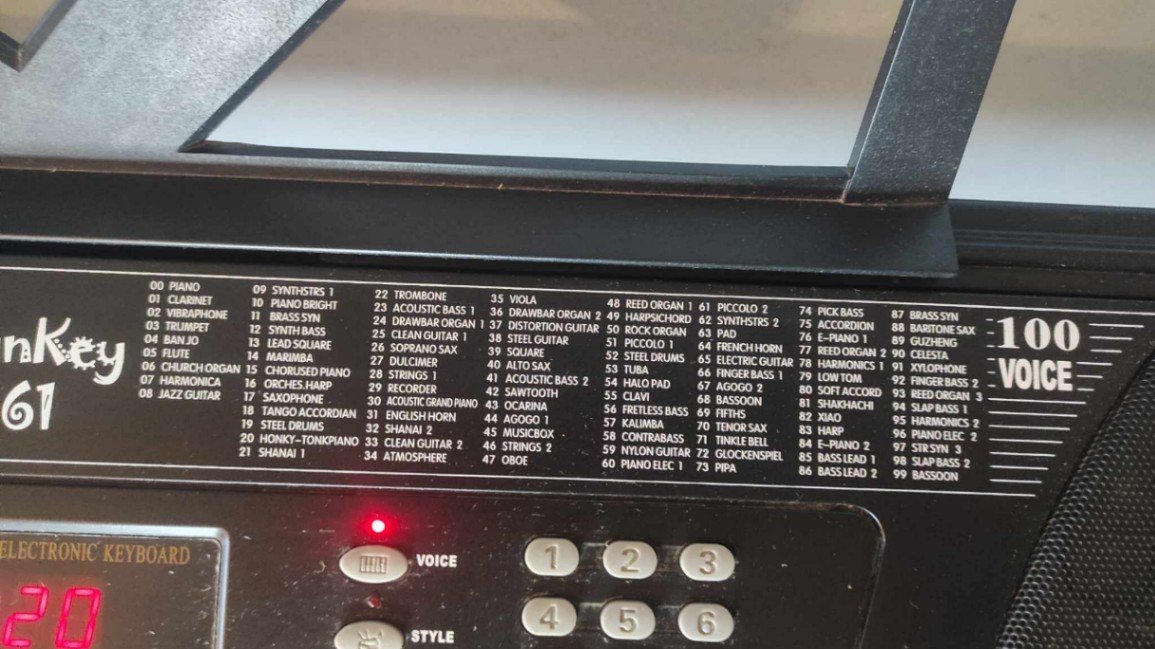 nKey
61
00 PIANO
01 CLARINET
02 VIBRAPHONE
03 TRUMPET
04 BANJO
05 FLUTE
06 CHURCH ORGAN
07 HARMONICA
08 JAZZ GUITAR
09 SYNTHSTRS 1
10 PIANO BRIGHT
11 BRASS SYN
12 SYNTH BASS
13 LEAD SQUARE
14 MARIMBA
15 CHORUSED PIANO
16 ORCHES.HARP
17 SAXOPHONE
18 TANGO ACCORDIAN
19 STEEL DRUMS
20 HONKY-TONKPIANO
21 SHANAI 1
22 TROMBONE
23 ACOUSTIC BASS 1
24 DRAWBAR ORGAN 1
25 CLEAN GUITAR 1
26 SOPRANO SAX
27 DULCIMER
28 STRINGS 1
29 RECORDER
30 ACOUSTIC GRAND PIANO
31 ENGLISH HORN
32 SHANAI 2
33 CLEAN GUITAR 2
34 ATMOSPHERE
35 VIOLA
36 DRAWBAR ORGAN 2
37 DISTORTION GUITAR
38 STEEL GUITAR
39 SQUARE
40 ALTO SAX
41 ACOUSTIC BASS 2
42 SAWTOOTH
43 OCARINA
44 AGOGO 1
45 MUSICBOX
46 STRINGS 2
47 OBOE
48 REED ORGAN 1
49 HARPSICHORD
50 ROCK ORGAN
51 PICCOLO 1
52 STEEL DRUMS
53 TUBA
54 HALO PAD
55 CLAVI
56 FRETLESS BASS
57 KALIMBA
58 CONTRABASS
59 NYLON GUITAR
60 PIANO ELEC 1
61 PICCOLO 2
62 SYNTHSTRS 2
63 PAD
64 FRENCH HORN
65 ELECTRIC GUITAR
66 FINGER BASS 1
67 AGOGO 2
68 BASSOON
69 FIFTHS
70 TENOR SAX
71 TINKLE BELL
72 GLOCKENSPIEL
73 PIPA
74 PICK BASS
75 ACCORDION
76 E-PIANO 1
77 REED ORGAN 2
78 HARMONICS 1
79 LOW TOM
80 SOFT ACCORD
81 SHAKHACHI
82 XIAO
83 HARP
84 E-PIANO 2
85 BASS LEAD 1
86 BASS LEAD 2
87 BRASS SYN
88 BARITONE SAX
89 GUZHENG
90 CELESTA
91 XYLOPHONE
92 FINGER BASS 2
93 REED ORGAN 3
94 SLAP BASS 1
95 HARMONICS 2
96 PIANO ELEC 2
97 STR SYN 3
98 SLAP BASS 2
99 BASSOON
100
VOICE
ELECTRONIC KEYBOARD
20
VOICE
STYLE
1 2 3
4 5 6